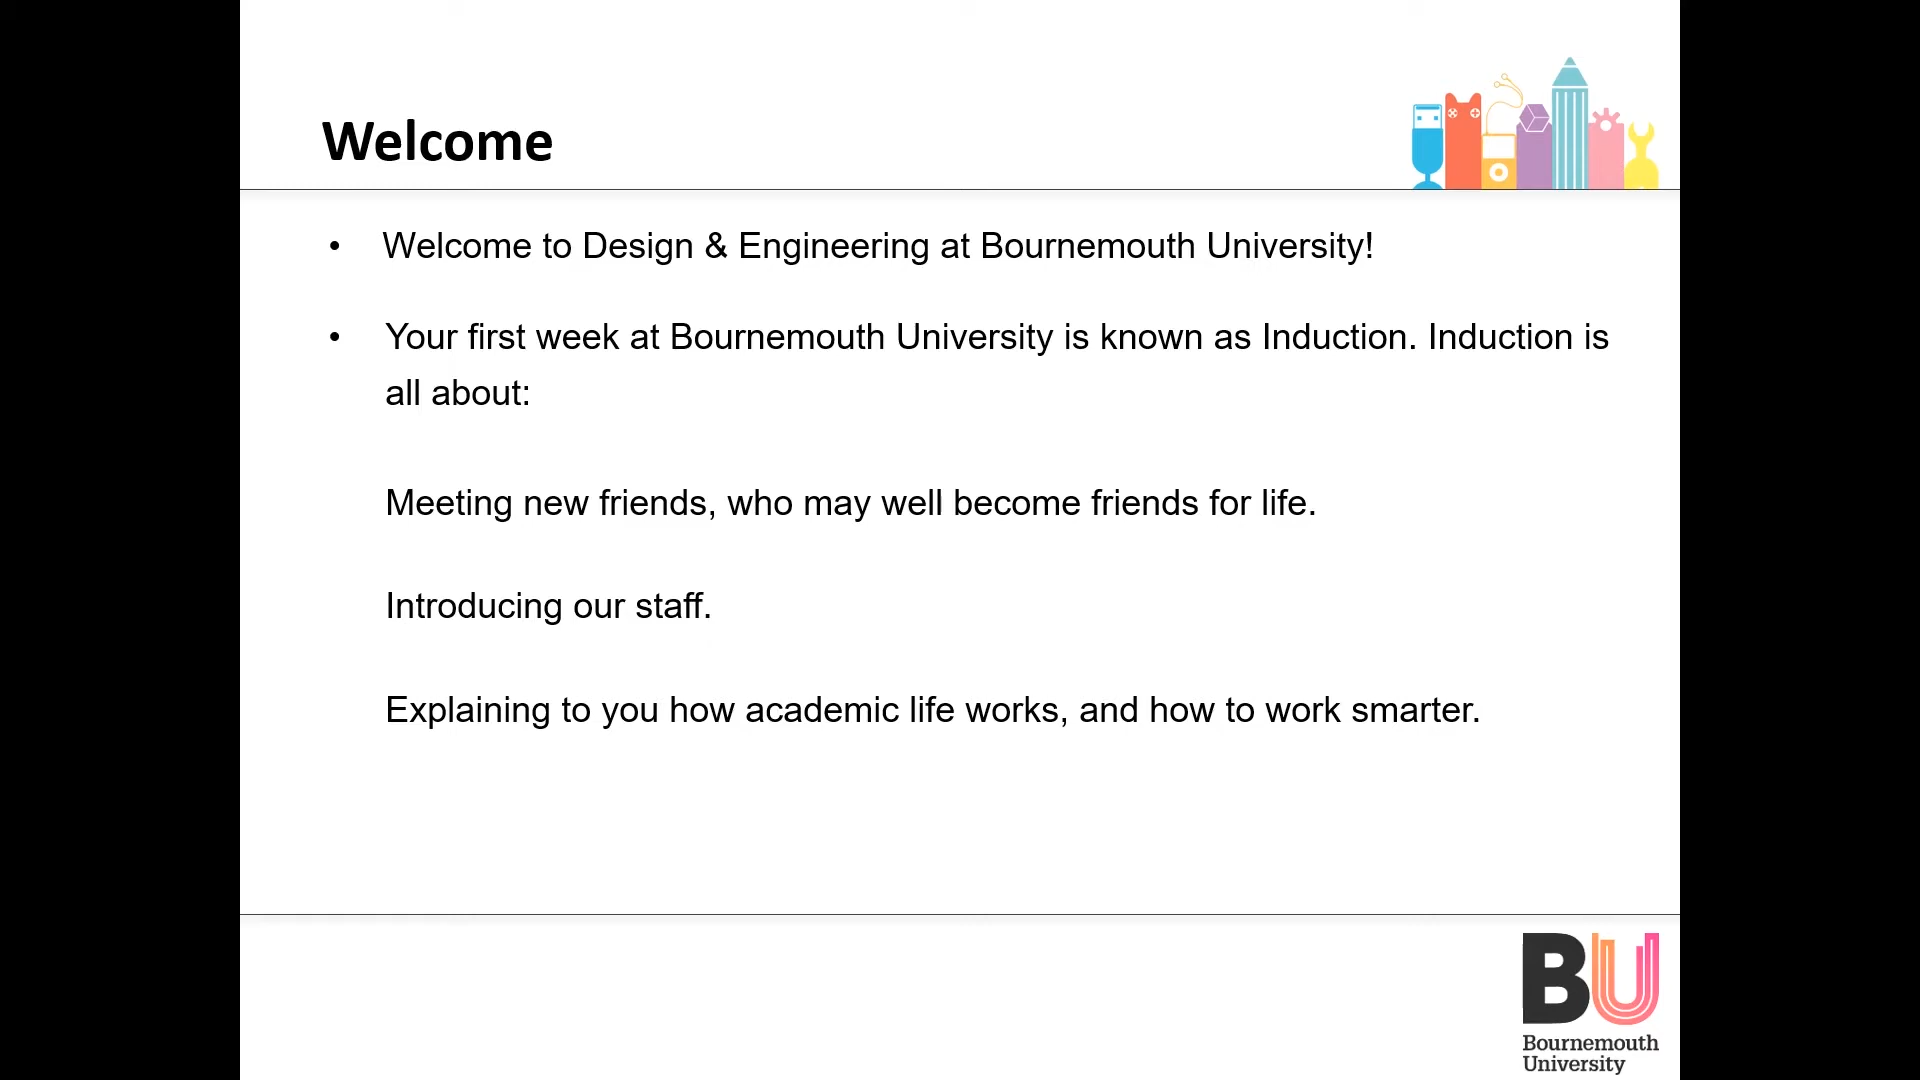 Welcome
• Welcome to Design & Engineering at Bournemouth University!
• Your first week at Bournemouth University is known as Induction. Induction is
all about:
Meeting new friends, who may well become friends for life.
Introducing our staff.
Explaining to you how academic life works, and how to work smarter.
BU
Bournemouth
University